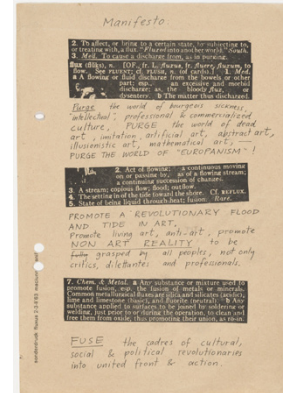 Manifesto
2. To affect, or bring to a certain state, by subjecting to,
or treating with, a flux. "Fluxed into another world." South.
3. Med. To cause a discharge from, as in purging.
flux (flŭks), n. [OF., fr. L. fluxus, fr. fluere, fluxum, to
flow. See FLUENT; cf. FLUSH, n. (of cards).] 1. Med.
a A flowing or fluid discharge from the bowels or other
part; esp., an excessive and morbid
discharge; as, the bloody flux, or
dysentery. b The matter thus discharged.
Purge the world of bourgeois sickness,
"intellectual", professional & commercialized
culture, PURGE the world of dead
art, imitation, artificial art, abstract art,
illusionistic art, mathematical art, —
PURGE THE WORLD OF "EUROPANISM"!
2. Act of flowing: a continuous moving
on or passing by, as of a flowing stream;
a continuing succession of changes.
3. A stream; copious flow; flood; outflow.
4. The setting in of the tide toward the shore. Cf. REFLUX.
5. State of being liquid through heat; fusion. Rare.
PROMOTE A REVOLUTIONARY FLOOD
AND TIDE IN ART,
Promote living art, anti-art, promote
NON ART REALITY to be
fully grasped by all peoples, not only
critics, dilettantes and professionals.
7. Chem. & Metal. a Any substance or mixture used to
promote fusion, esp. the fusion of metals or minerals.
Common metallurgical fluxes are silica and silicates (acidic),
lime and limestone (basic), and fluorite (neutral). b Any
substance applied to surfaces to be joined by soldering or
welding, just prior to or during the operation, to clean and
free them from oxide, thus promoting their union, as rosin.
FUSE the cadres of cultural,
social & political revolutionaries
into united front & action.